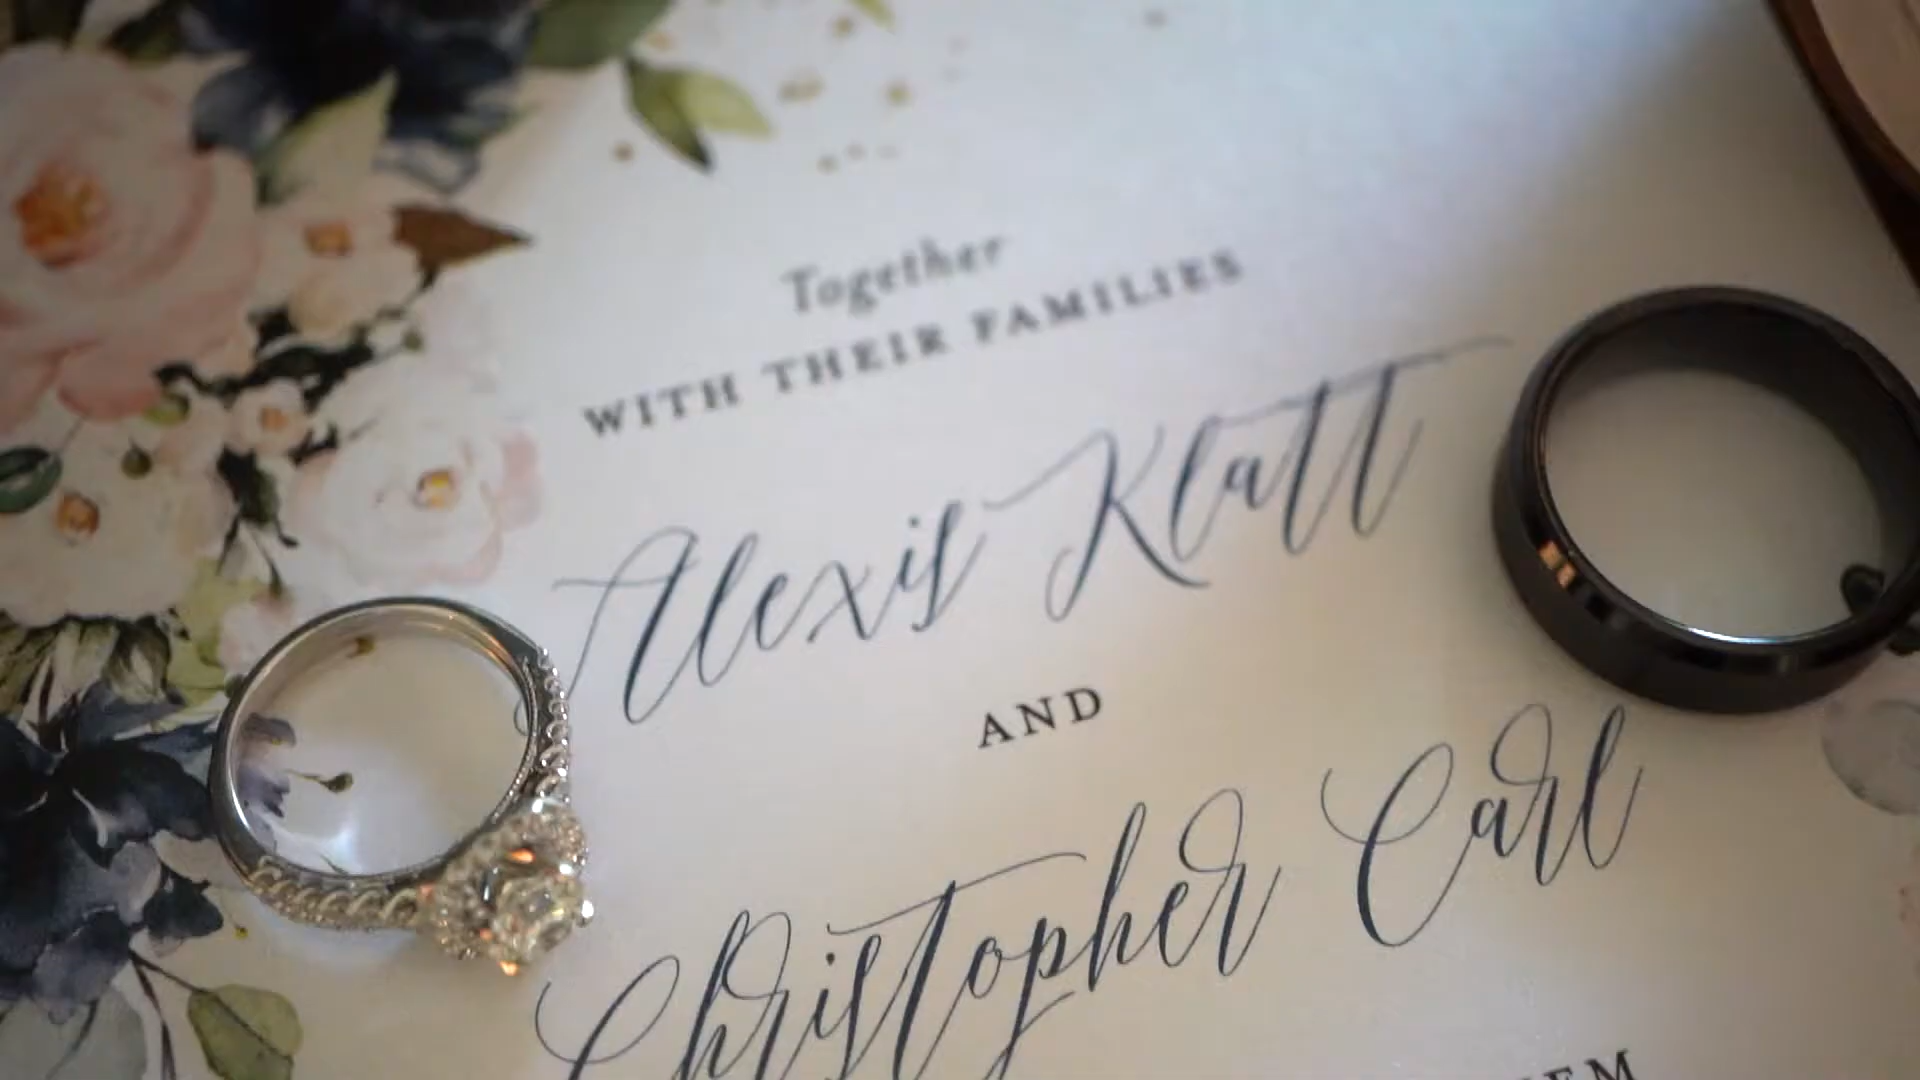 Together
WITH THEIR FAMILIES
Alexis Klatt
AND
Christopher Carl